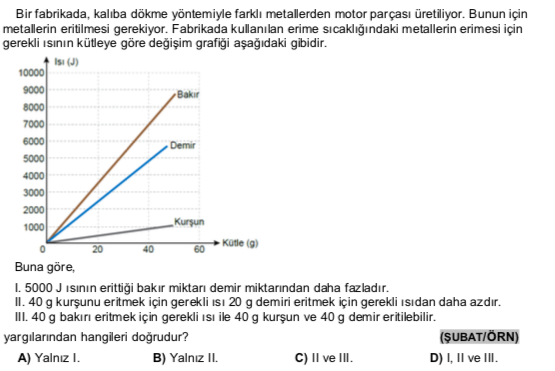 Bir fabrikada, kalıba dökme yöntemiyle farklı metallerden motor parçası üretiliyor. Bunun için
metallerin eritilmesi gerekiyor. Fabrikada kullanılan erime sıcaklığındaki metallerin erimesi için
gerekli ısının kütleye göre değişim grafiği aşağıdaki gibidir.
Isı (J)
10000
9000
8000
7000
6000
5000
4000
3000
2000
1000
Bakır
Demir
Kurşun
0 20 40 60
Kütle (g)
Buna göre,
I. 5000 J ısının erittiği bakır miktarı demir miktarından daha fazladır.
II. 40 g kurşunu eritmek için gerekli ısı 20 g demiri eritmek için gerekli ısıdan daha azdır.
III. 40 g bakırı eritmek için gerekli ısı ile 40 g kurşun ve 40 g demir eritilebilir.
yargılarından hangileri doğrudur? (ŞUBAT/ÖRN)
A) Yalnız I. B) Yalnız II. C) II ve III. D) I, II ve III.